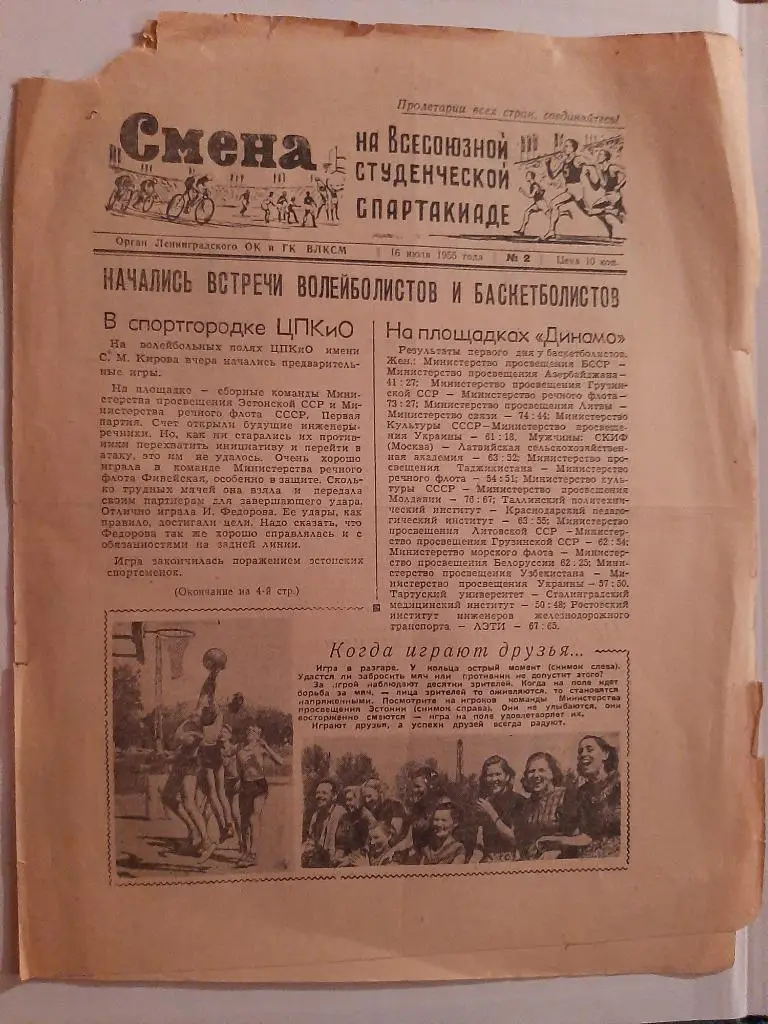 Пролетарии всех стран, соединяйтесь!
Смена
НА ВСЕСОЮЗНОЙ
СТУДЕНЧЕСКОЙ
СПАРТАКИАДЕ
Орган Ленинградского ОК и ГК ВЛКСМ
16 июля 1955 года
№ 2
Цена 10 коп.
НАЧАЛИСЬ ВСТРЕЧИ ВОЛЕЙБОЛИСТОВ И БАСКЕТБОЛИСТОВ
В спортгородке ЦПКиО
На волейбольных полях ЦПКиО имени
С. М. Кирова вчера начались предваритель-
ные игры.
На площадке — сборные команды Мини-
стерства просвещения Эстонской ССР и Ми-
нистерства речного флота СССР. Первая
партия. Счет открыли будущие инженеры-
речники. Но, как ни старались их против-
ники перехватить инициативу и перейти в
атаку, это им не удалось. Очень хорошо
играла в команде Министерства речного
флота Фивейская, особенно в защите. Сколь-
ко трудных мячей она взяла и передала
своим партнерам для завершающего удара.
Отлично играла И. Федорова. Ее удары, как
правило, достигали цели. Надо сказать, что
Федорова так же хорошо справлялась и с
обязанностями на задней линии.
Игра закончилась поражением эстонских
спортсменок.
(Окончание на 4-й стр.)
На площадках «Динамо»
Результаты первого дня у баскетболистов.
Жен.: Министерство просвещения БССР —
Министерство просвещения Азербайджана—
41 : 27; Министерство просвещения Грузин-
ской ССР — Министерство речного флота—
73 : 27; Министерство просвещения Литвы —
Министерство связи — 74 : 44; Министерство
Культуры СССР—Министерство просвеще-
ния Украины — 61 : 18. Мужчины: СКИФ
(Москва) — Латвийская сельскохозяйствен-
ная академия — 63 : 52; Министерство про-
свещения Таджикистана — Министерство
речного флота — 54 : 51; Министерство куль-
туры СССР — Министерство просвещения
Молдавии — 76 : 67; Таллинский политехни-
ческий институт — Краснодарский педаго-
гический институт — 63 : 55; Министерство
просвещения Литовской ССР —Министер-
ство просвещения Грузинской ССР — 62 : 54;
Министерство морского флота — Министер-
ство просвещения Белоруссии 62 : 25; Мини-
стерство просвещения Узбекистана — Ми-
нистерство просвещения Украины — 57 : 50.
Тартуский университет — Сталинградский
медицинский институт — 50 : 48; Ростовский
институт инженеров железнодорожного
транспорта — ЛЭТИ — 67 : 65.
Когда играют друзья...
Игра в разгаре. У кольца острый момент (снимок слева).
Удастся ли забросить мяч или противник не допустит этого?
За игрой наблюдают десятки зрителей. Когда на поле идет
борьба за мяч, — лица зрителей то оживляются, то становятся
напряженными. Посмотрите на игроков команды Министерства
просвещения Эстонии (снимок справа). Они не улыбаются, они
восторженно смеются — игра на поле удовлетворяет их.
Играют друзья, а успехи друзей всегда радуют.